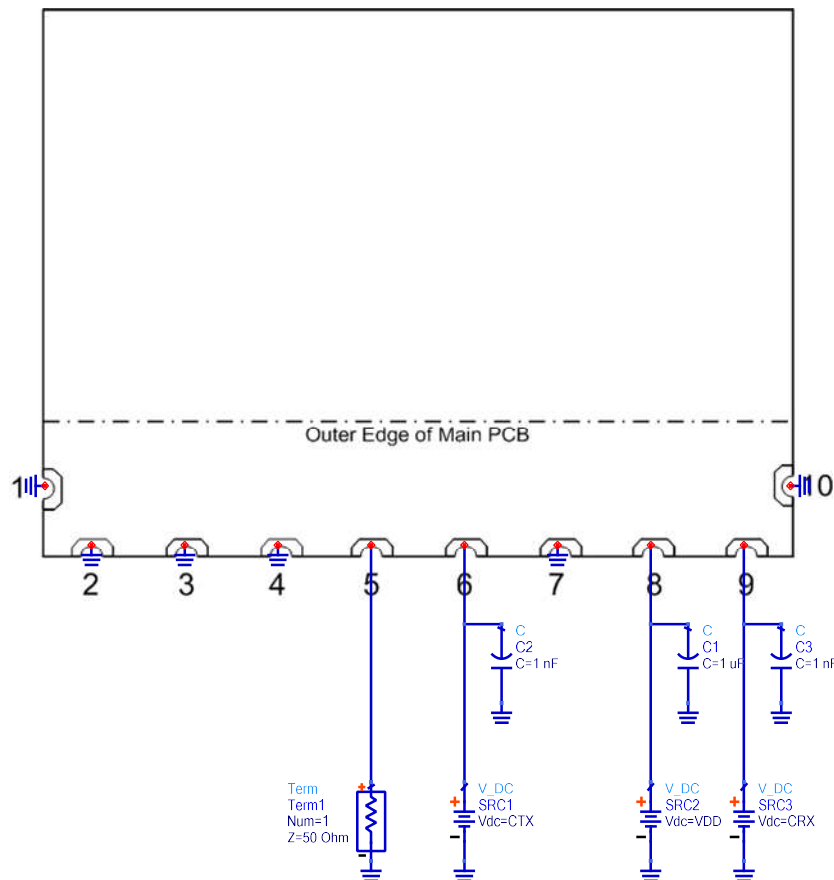 Outer Edge of Main PCB
1
10
2 3 4 5 6 7 8 9
C
C2
C=1 nF
C
C1
C=1 uF
C
C3
C=1 nF
Term
Term1
Num=1
Z=50 Ohm
+
-
V_DC
SRC1
Vdc=CTX
+
-
V_DC
SRC2
Vdc=VDD
+
-
V_DC
SRC3
Vdc=CRX
+
-